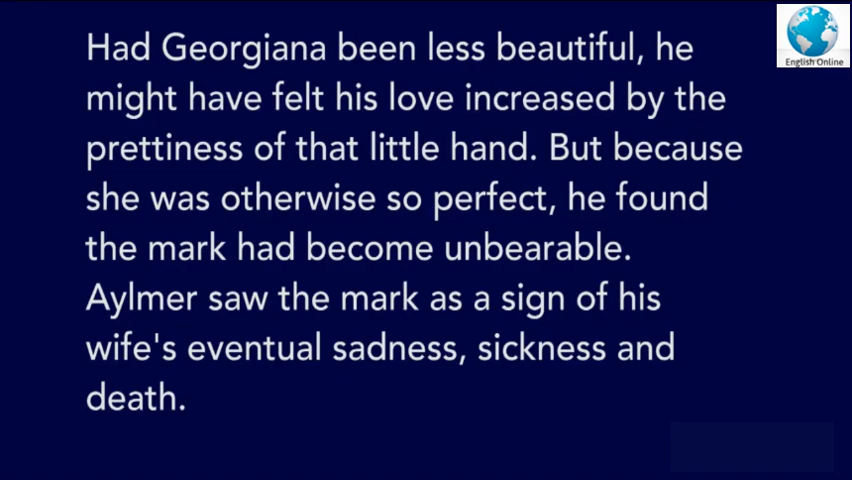 Had Georgiana been less beautiful, he
might have felt his love increased by the
prettiness of that little hand. But because
she was otherwise so perfect, he found
the mark had become unbearable.
Aylmer saw the mark as a sign of his
wife's eventual sadness, sickness and
death.
English Online